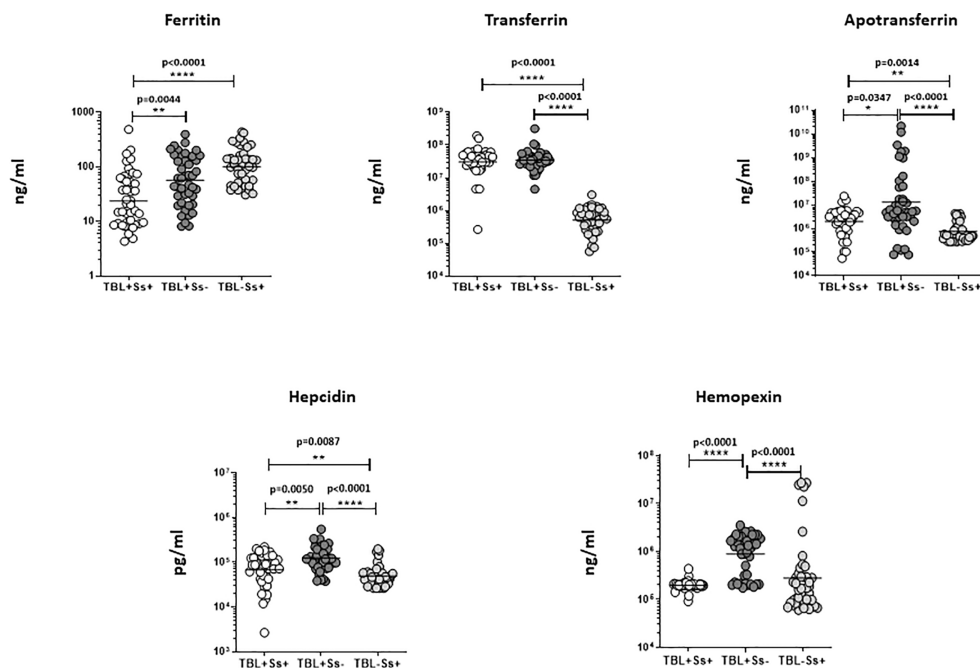 Ferritin
p<0.0001
****
p=0.0044
**
ng/ml
1000
100
10
1
TBL+Ss+ TBL+Ss- TBL-Ss+
Transferrin
p<0.0001
****
p<0.0001
****
ng/ml
10⁹
10⁸
10⁷
10⁶
10⁵
10⁴
TBL+Ss+ TBL+Ss- TBL-Ss+
Apotransferrin
p=0.0014
**
p=0.0347 p<0.0001
* ****
ng/ml
10¹¹
10¹⁰
10⁹
10⁸
10⁷
10⁶
10⁵
10⁴
TBL+Ss+ TBL+Ss- TBL-Ss+
Hepcidin
p=0.0087
**
p=0.0050 p<0.0001
** ****
pg/ml
10⁷
10⁶
10⁵
10⁴
10³
TBL+Ss+ TBL+Ss- TBL-Ss+
Hemopexin
p<0.0001
****
p<0.0001
****
ng/ml
10⁸
10⁷
10⁶
10⁵
10⁴
TBL+Ss+ TBL+Ss- TBL-Ss+